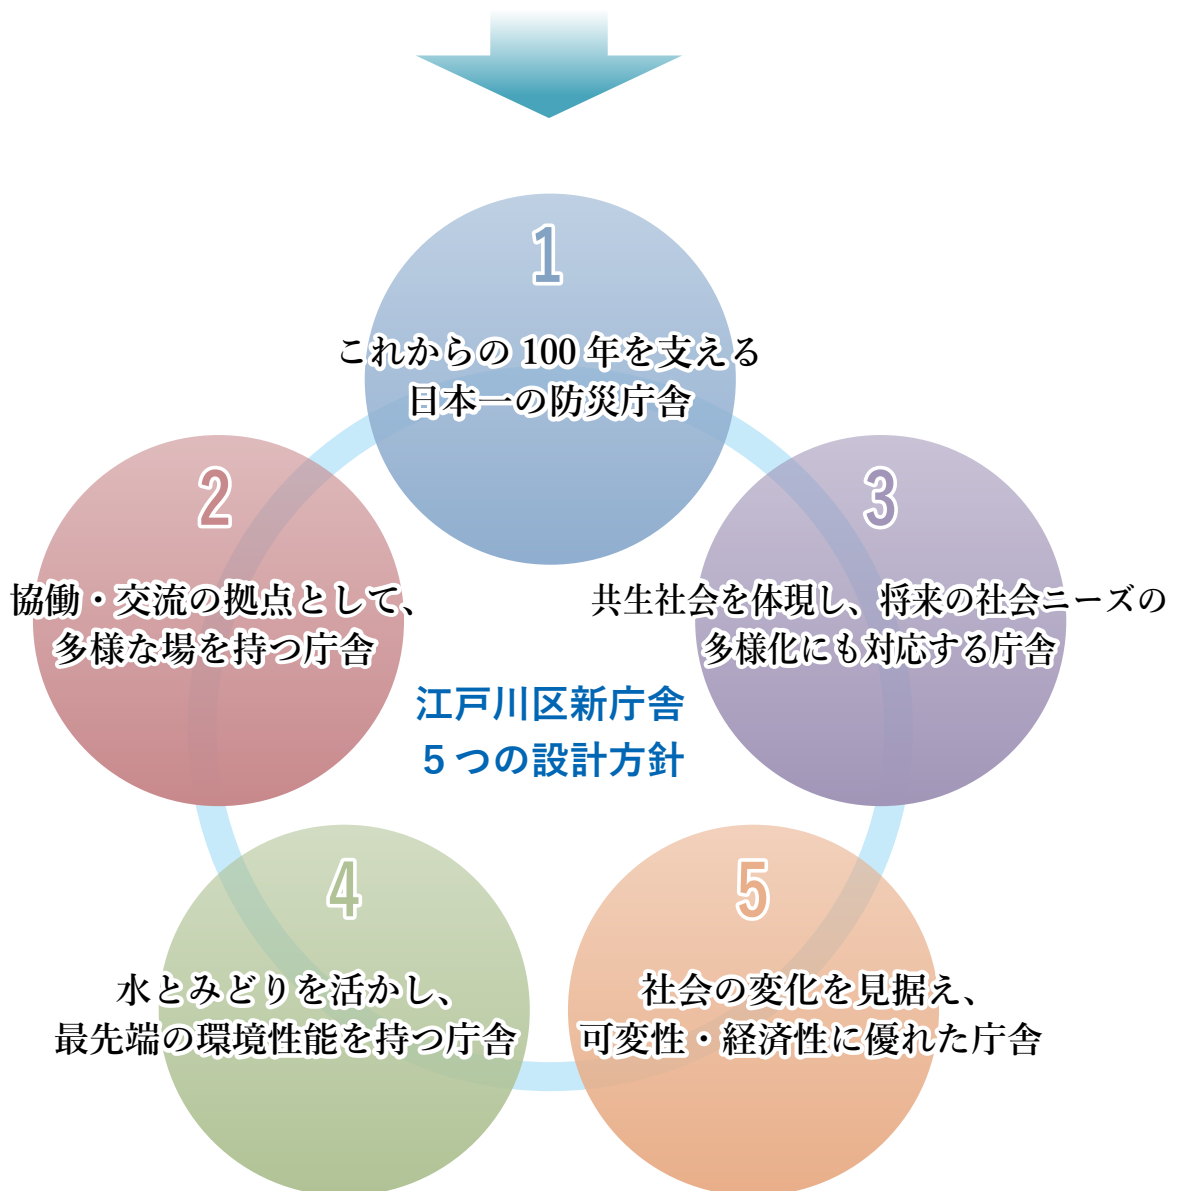 1
これからの 100 年を支える
日本一の防災庁舎
2
協働・交流の拠点として、
多様な場を持つ庁舎
3
共生社会を体現し、将来の社会ニーズの
多様化にも対応する庁舎
江戸川区新庁舎
5 つの設計方針
4
水とみどりを活かし、
最先端の環境性能を持つ庁舎
5
社会の変化を見据え、
可変性・経済性に優れた庁舎